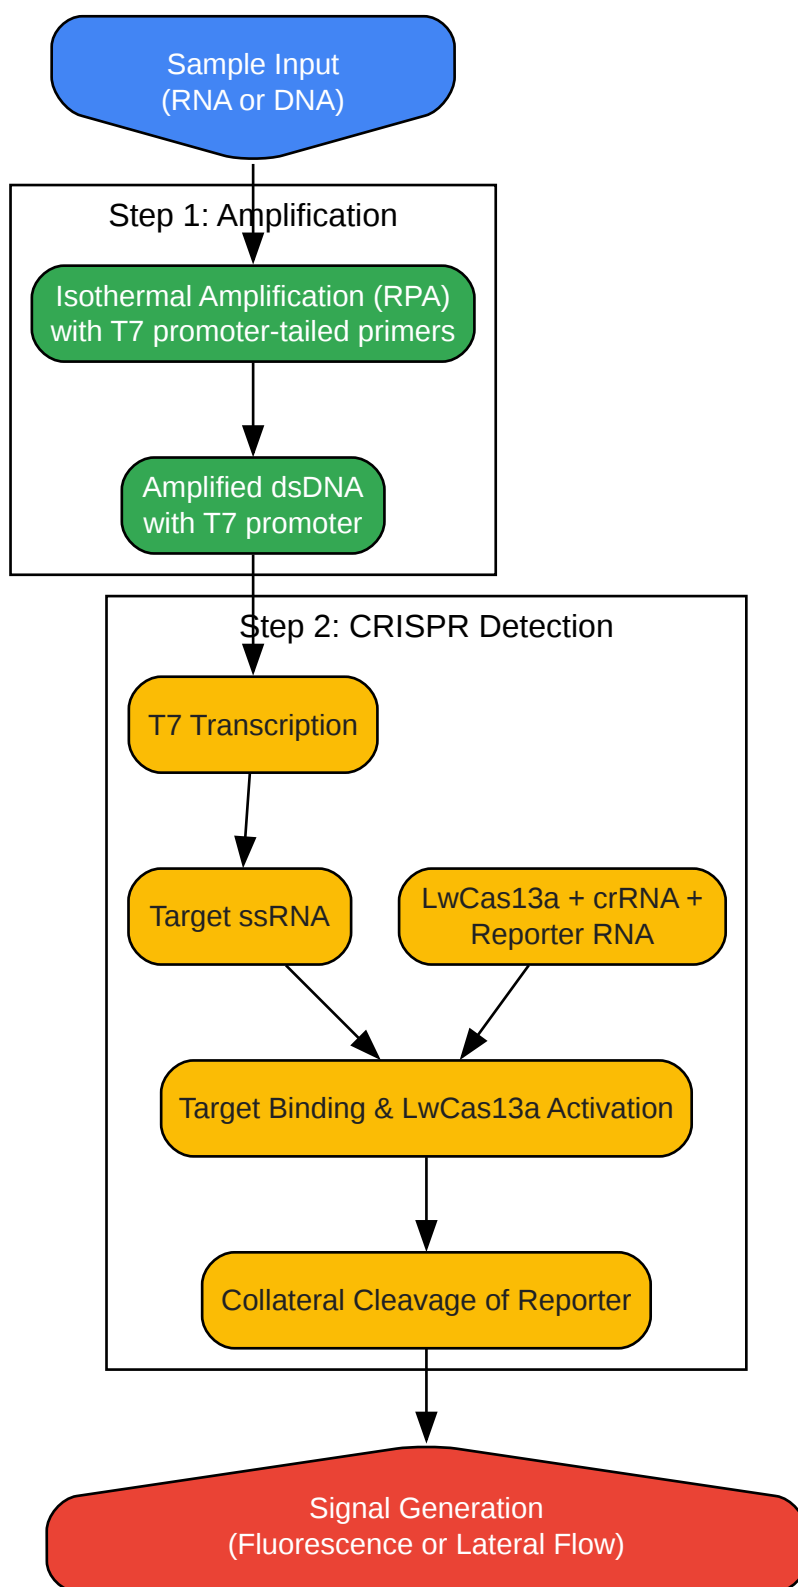 Sample Input
(RNA or DNA)
Step 1: Amplification
Isothermal Amplification (RPA)
with T7 promoter-tailed primers
Amplified dsDNA
with T7 promoter
Step 2: CRISPR Detection
T7 Transcription
Target ssRNA
LwCas13a + crRNA +
Reporter RNA
Target Binding & LwCas13a Activation
Collateral Cleavage of Reporter
Signal Generation
(Fluorescence or Lateral Flow)